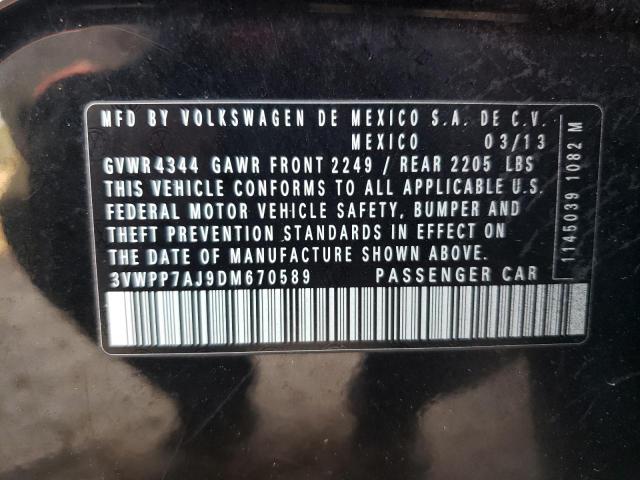 MFD BY VOLKSWAGEN DE MEXICO S.A. DE C.V.
MEXICO 03/13
GVWR 4344 GAWR FRONT 2249 / REAR 2205 LBS
THIS VEHICLE CONFORMS TO ALL APPLICABLE U.S.
FEDERAL MOTOR VEHICLE SAFETY, BUMPER AND
THEFT PREVENTION STANDARDS IN EFFECT ON
THE DATE OF MANUFACTURE SHOWN ABOVE.
3VWPP7AJ9DM670589 PASSENGER CAR
1145039 1082 M